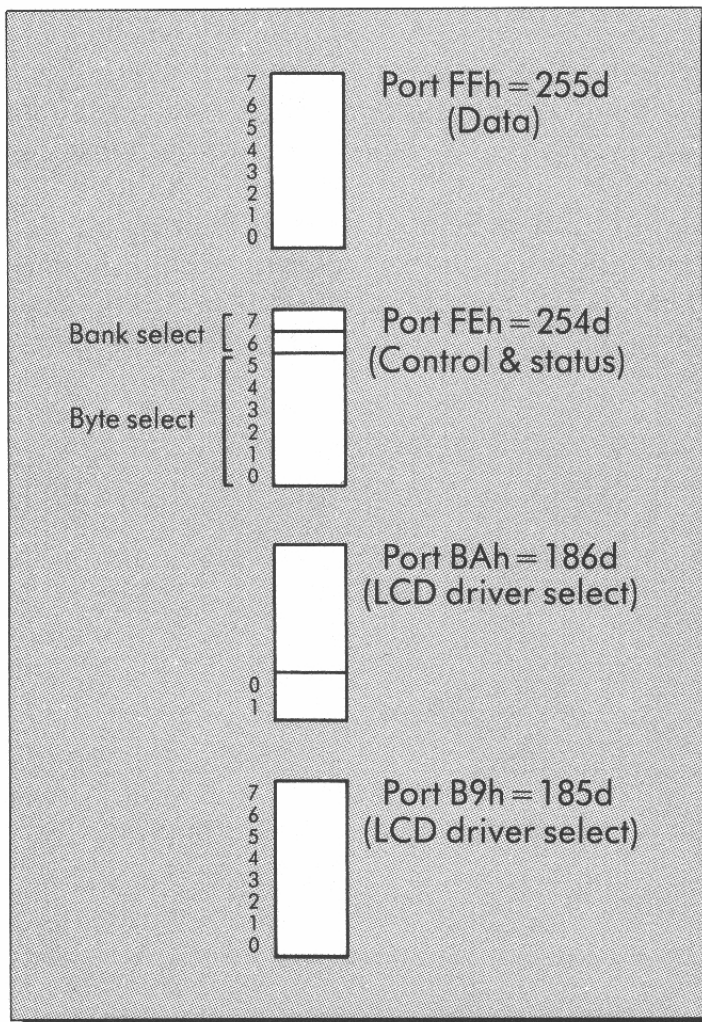 7
6
5
4
3
2
1
0
Port FFh = 255d
(Data)
Bank select
Byte select
7
6
5
4
3
2
1
0
Port FEh = 254d
(Control & status)
0
1
Port BAh = 186d
(LCD driver select)
7
6
5
4
3
2
1
0
Port B9h = 185d
(LCD driver select)